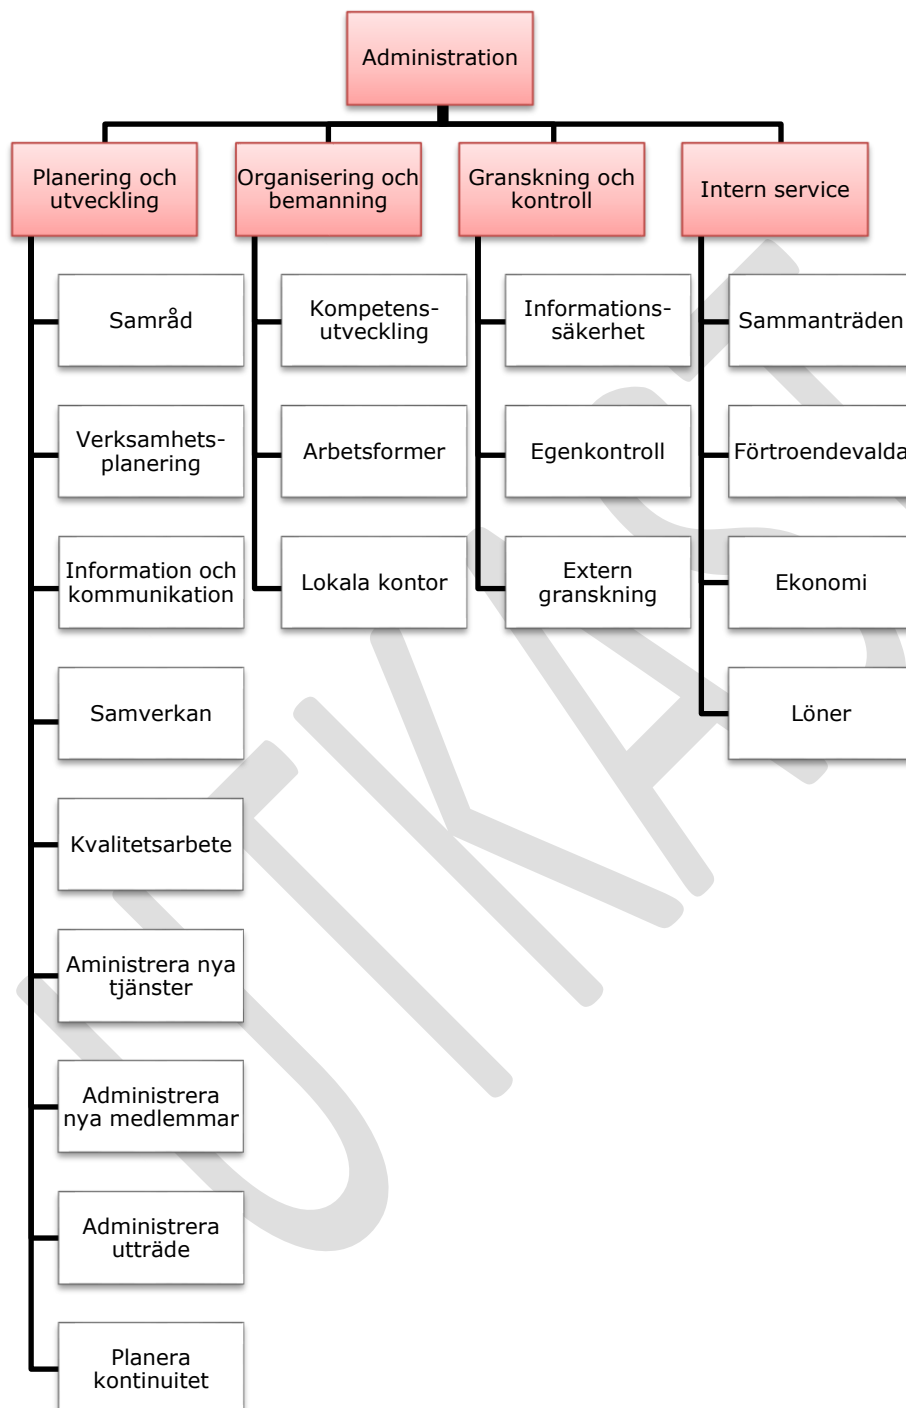 Administration
Planering och
utveckling
Organisering och
bemanning
Granskning och
kontroll
Intern service
Samråd
Verksamhets-
planering
Information och
kommunikation
Samverkan
Kvalitetsarbete
Aministrera nya
tjänster
Administrera
nya medlemmar
Administrera
utträde
Planera
kontinuitet
Kompetens-
utveckling
Arbetsformer
Lokala kontor
Informations-
säkerhet
Egenkontroll
Extern
granskning
Sammanträden
Förtroendevalda
Ekonomi
Löner
UTKAST